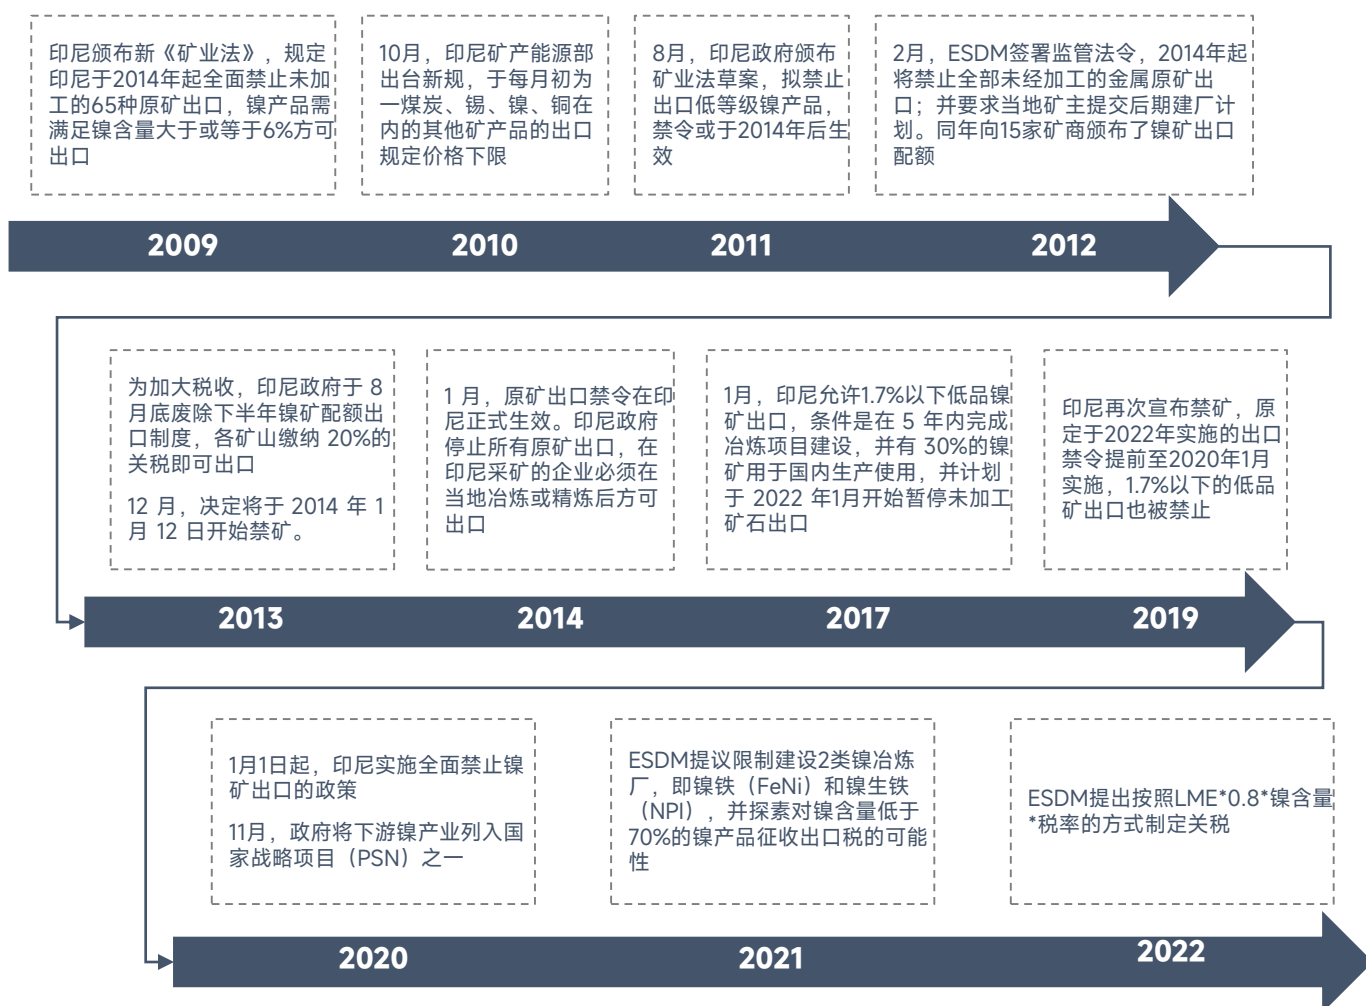 印尼颁布新《矿业法》，规定
印尼于2014年起全面禁止未加
工的65种原矿出口，镍产品需
满足镍含量大于或等于6%方可
出口
10月，印尼矿产能源部
出台新规，于每月初为
一煤炭、锡、镍、铜在
内的其他矿产品的出口
规定价格下限
8月，印尼政府颁布
矿业法草案，拟禁止
出口低等级镍产品，
禁令或于2014年后生
效
2月，ESDM签署监管法令，2014年起
将禁止全部未经加工的金属原矿出
口；并要求当地矿主提交后期建厂计
划。同年向15家矿商颁布了镍矿出口
配额
2009
2010
2011
2012
为加大税收，印尼政府于 8
月底废除下半年镍矿配额出
口制度，各矿山缴纳 20%的
关税即可出口
12 月，决定将于 2014 年 1
月 12 日开始禁矿。
1 月，原矿出口禁令在印
尼正式生效。印尼政府
停止所有原矿出口，在
印尼采矿的企业必须在
当地冶炼或精炼后方可
出口
1月，印尼允许1.7%以下低品镍
矿出口，条件是在 5 年内完成
冶炼项目建设，并有 30%的镍
矿用于国内生产使用，并计划
于 2022 年1月开始暂停未加工
矿石出口
印尼再次宣布禁矿，原
定于2022年实施的出口
禁令提前至2020年1月
实施，1.7%以下的低品
矿出口也被禁止
2013
2014
2017
2019
1月1日起，印尼实施全面禁止镍
矿出口的政策
11月，政府将下游镍产业列入国
家战略项目（PSN）之一
ESDM提议限制建设2类镍冶炼
厂，即镍铁（FeNi）和镍生铁
（NPI），并探素对镍含量低于
70%的镍产品征收出口税的可能
性
ESDM提出按照LME*0.8*镍含量
*税率的方式制定关税
2020
2021
2022